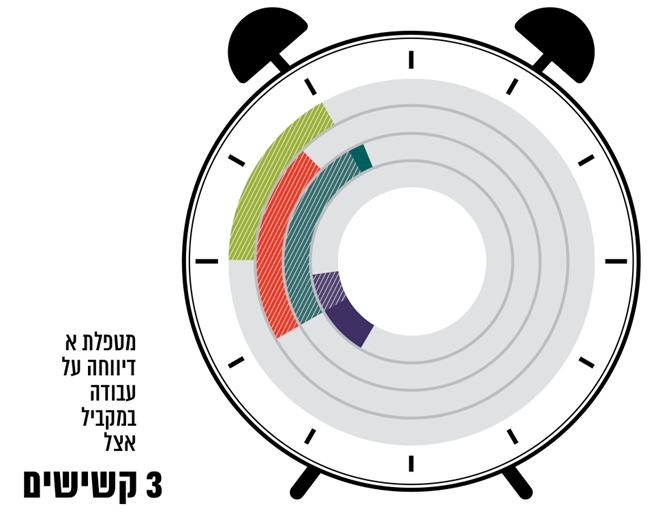 מטפלת א
דיווחה על
עבודה
במקביל
אצל
3 קשישים